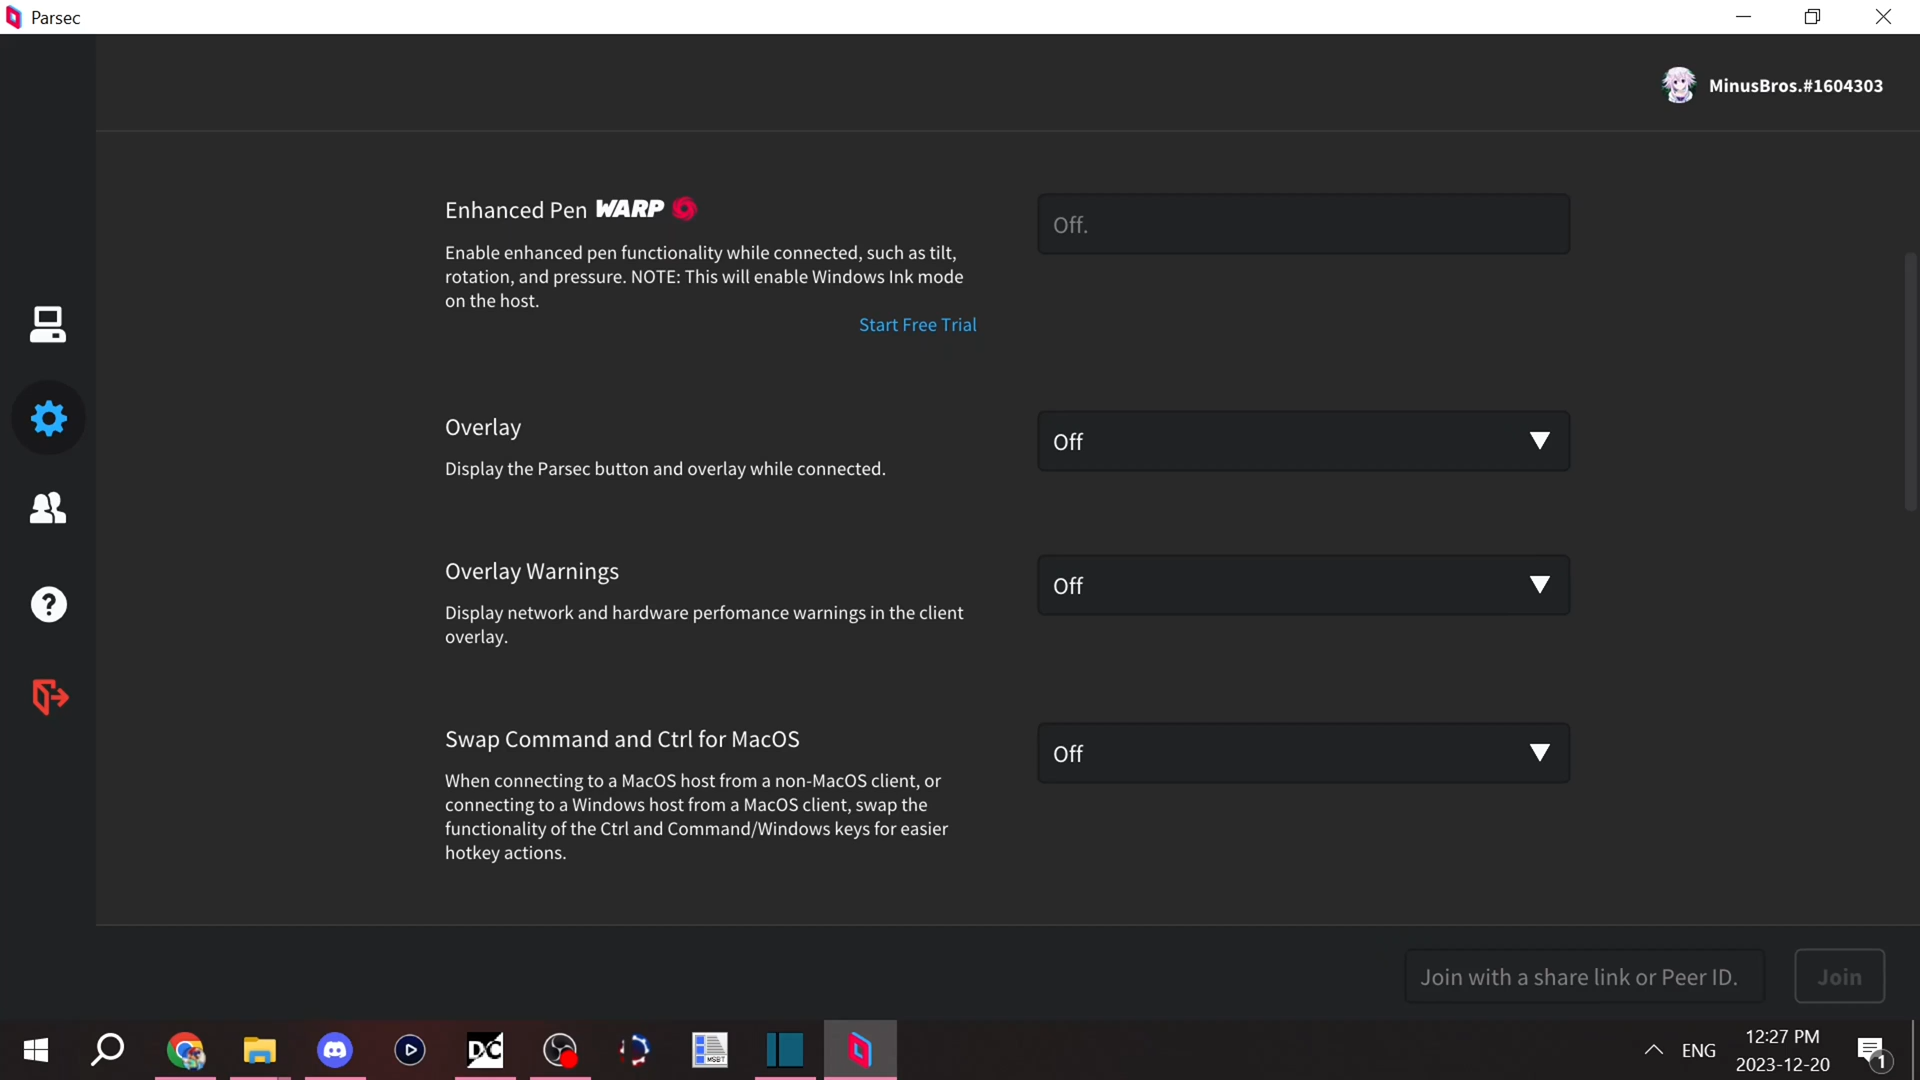 Parsec
MinusBros.#1604303
Enhanced Pen WARP
Off.
Enable enhanced pen functionality while connected, such as tilt,
rotation, and pressure. NOTE: This will enable Windows Ink mode
on the host.
Start Free Trial
Overlay
Off
Display the Parsec button and overlay while connected.
Overlay Warnings
Off
Display network and hardware perfomance warnings in the client
overlay.
Swap Command and Ctrl for MacOS
Off
When connecting to a MacOS host from a non-MacOS client, or
connecting to a Windows host from a MacOS client, swap the
functionality of the Ctrl and Command/Windows keys for easier
hotkey actions.
Join with a share link or Peer ID.
Join
DC
MSBT
ENG
12:27 PM
2023-12-20
1